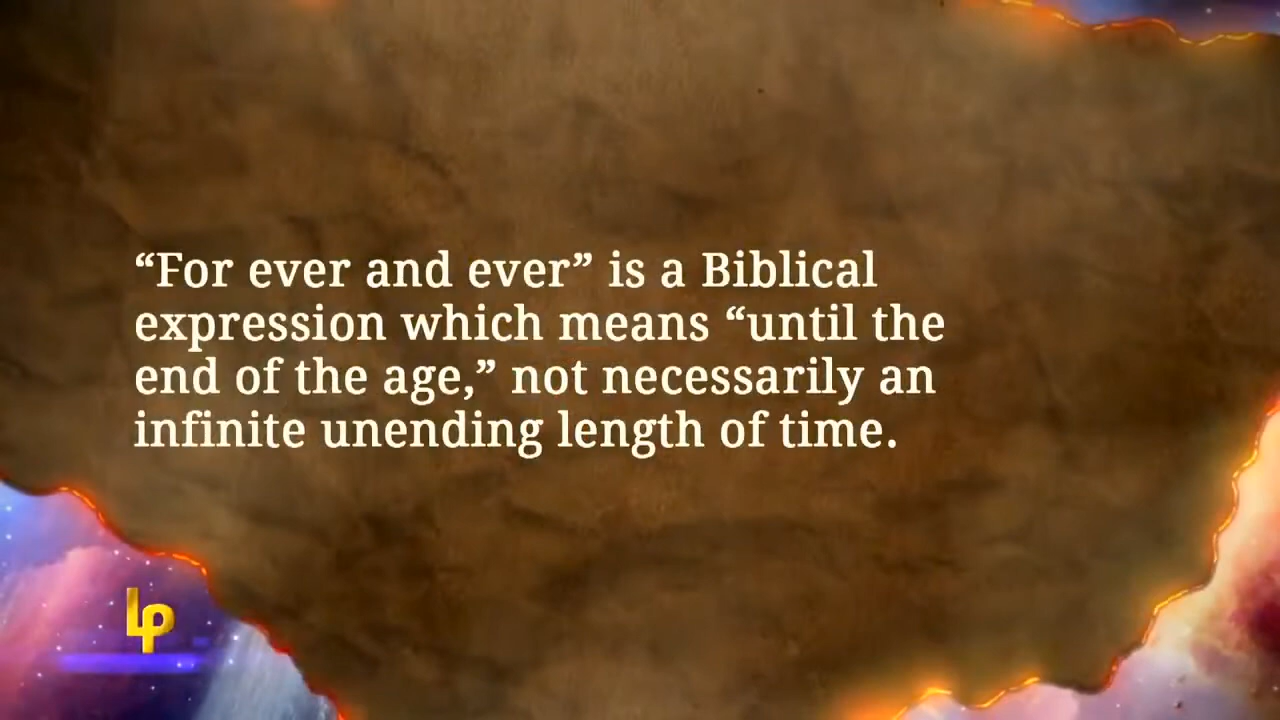 “For ever and ever” is a Biblical
expression which means “until the
end of the age,” not necessarily an
infinite unending length of time.
Lp